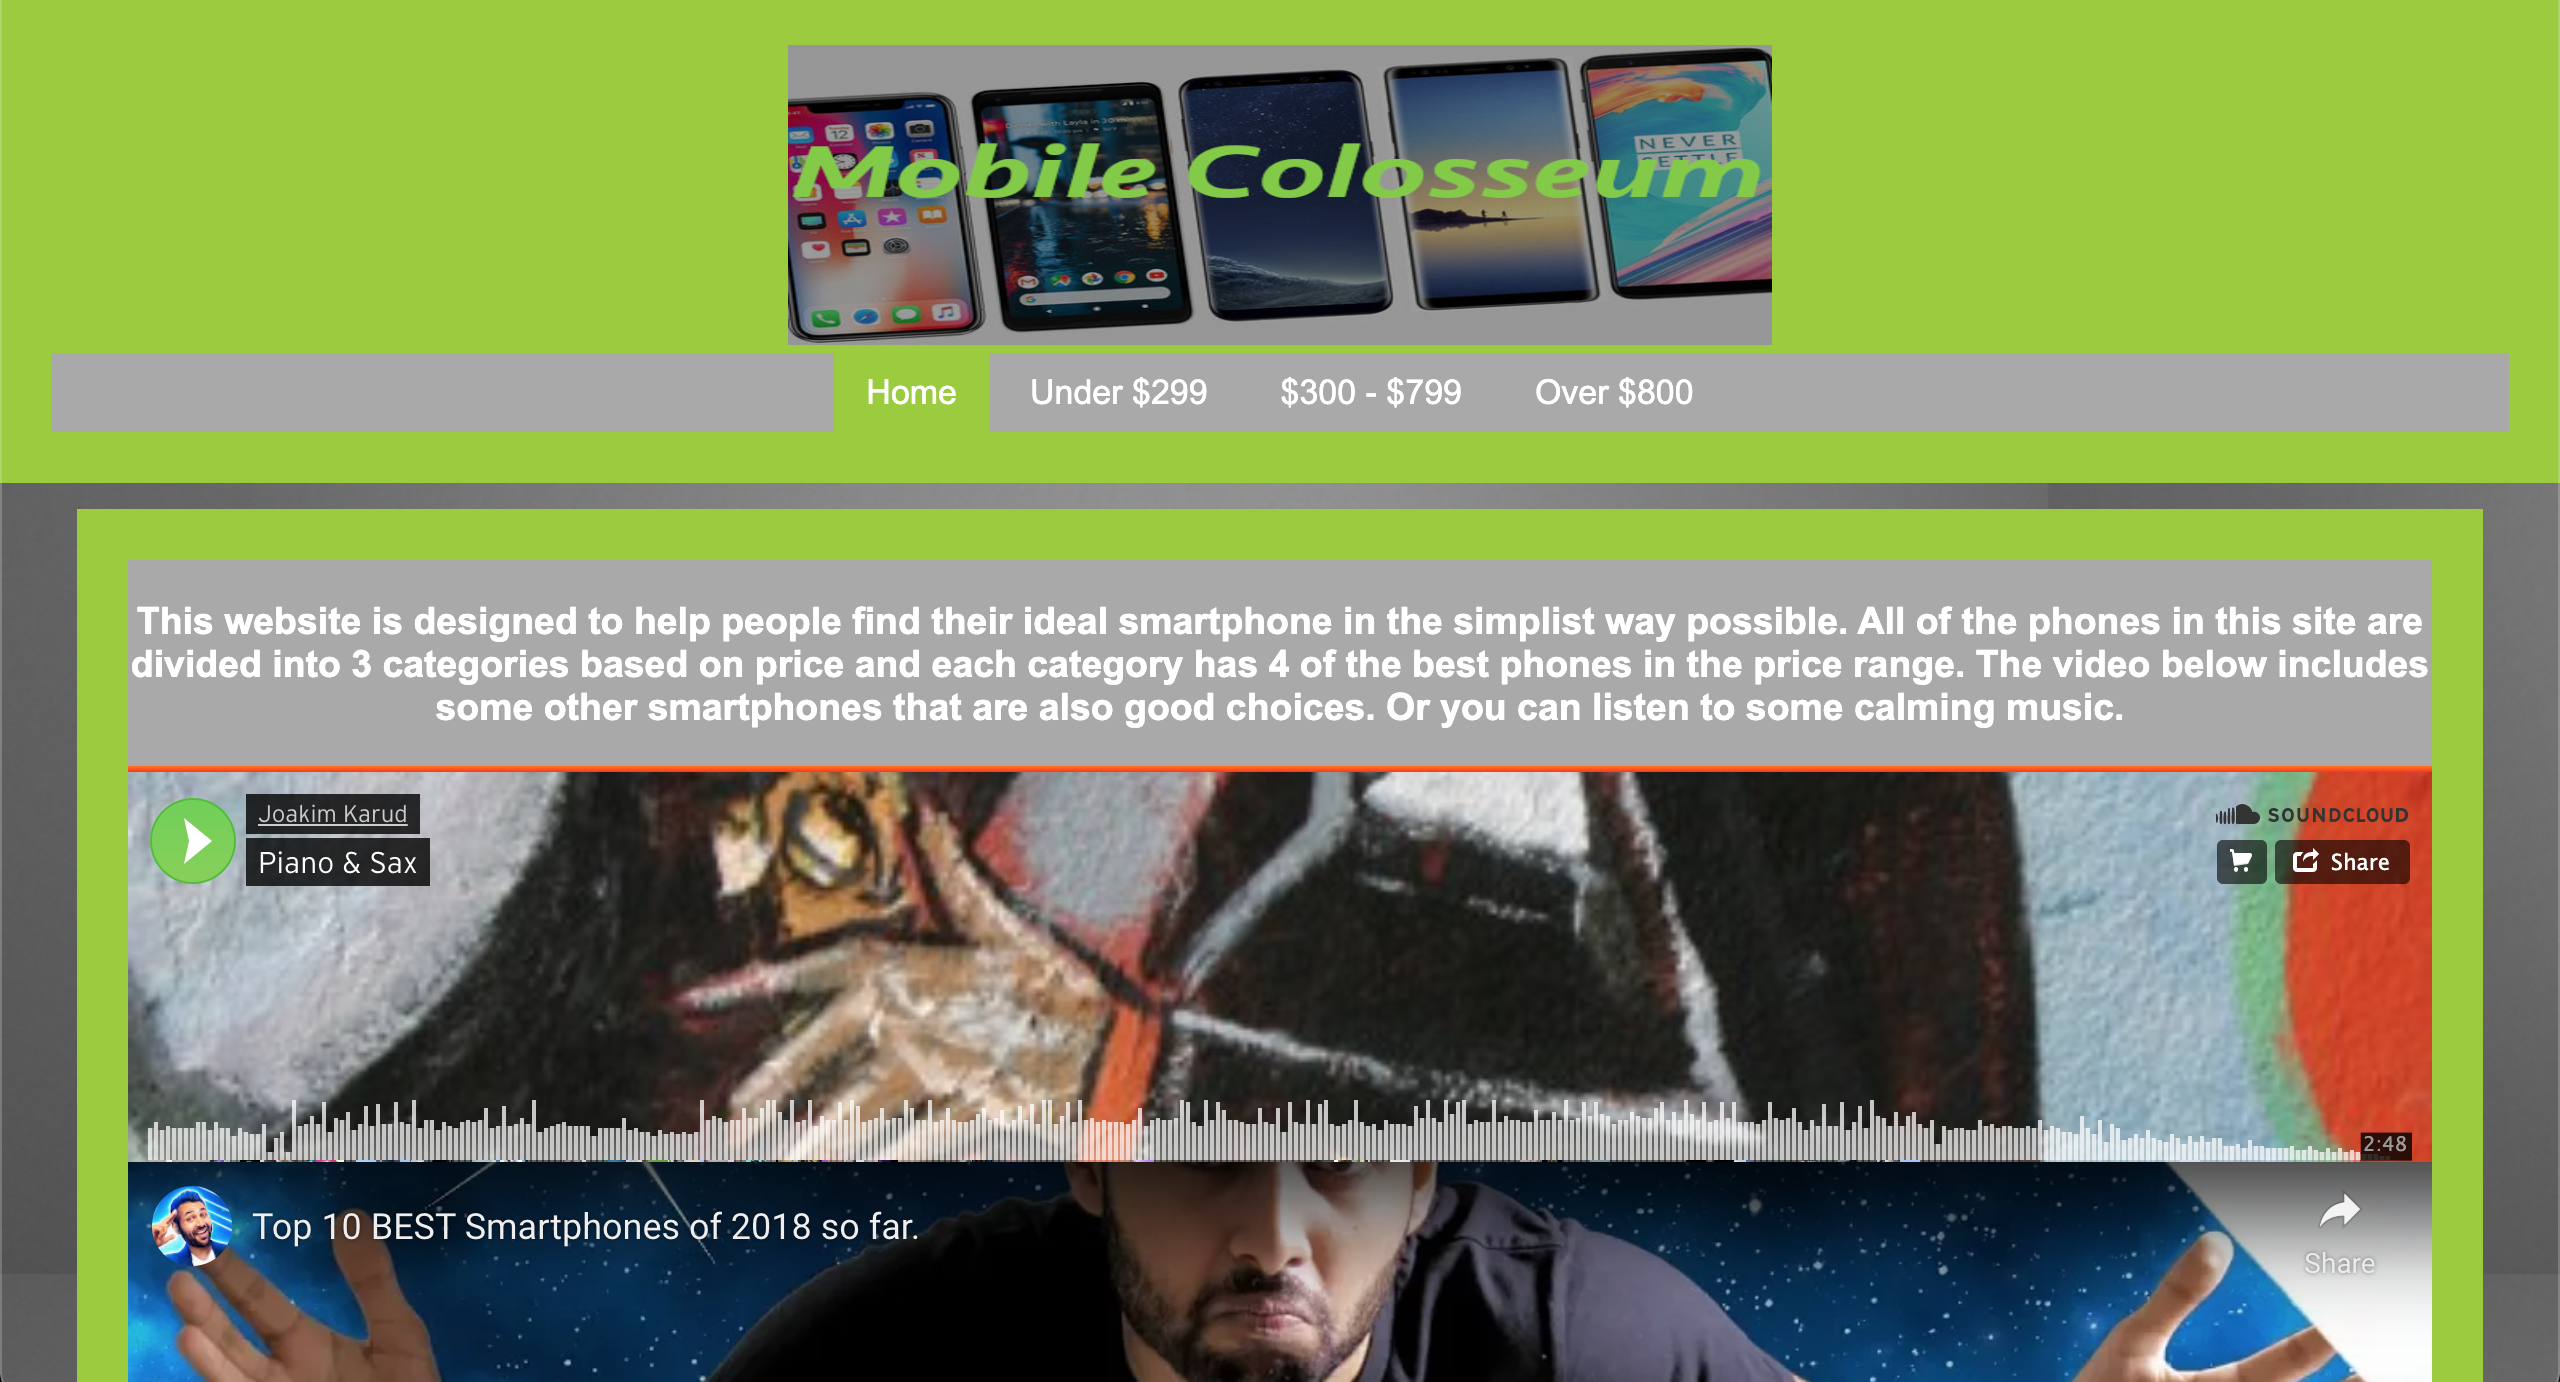 NEVER
SETTLE
Mobile Colosseum
Home
Under $299
$300 - $799
Over $800
This website is designed to help people find their ideal smartphone in the simplist way possible. All of the phones in this site are
divided into 3 categories based on price and each category has 4 of the best phones in the price range. The video below includes
some other smartphones that are also good choices. Or you can listen to some calming music.
Joakim Karud
Piano & Sax
SOUNDCLOUD
Share
2:48
Top 10 BEST Smartphones of 2018 so far.
Share